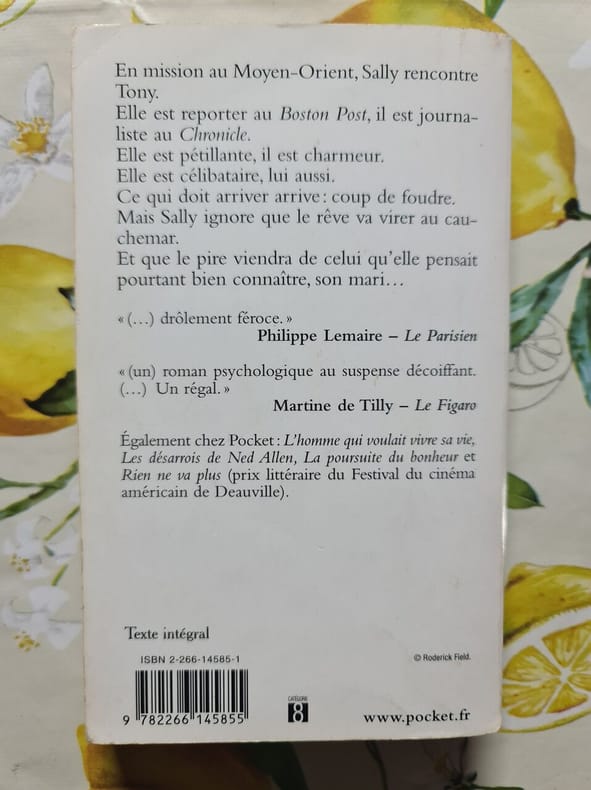 En mission au Moyen-Orient, Sally rencontre
Tony.
Elle est reporter au Boston Post, il est journa-
liste au Chronicle.
Elle est pétillante, il est charmeur.
Elle est célibataire, lui aussi.
Ce qui doit arriver arrive : coup de foudre.
Mais Sally ignore que le rêve va virer au cau-
chemar.
Et que le pire viendra de celui qu'elle pensait
pourtant bien connaître, son mari…
« (…) drôlement féroce. »
Philippe Lemaire – Le Parisien
« (un) roman psychologique au suspense décoiffant.
(…) Un régal. »
Martine de Tilly – Le Figaro
Également chez Pocket : L'homme qui voulait vivre sa vie,
Les désarrois de Ned Allen, La poursuite du bonheur et
Rien ne va plus (prix littéraire du Festival du cinéma
américain de Deauville).
Texte intégral
ISBN 2-266-14585-1
© Roderick Field.
CATÉGORIE
8
9 782266 145855
www.pocket.fr